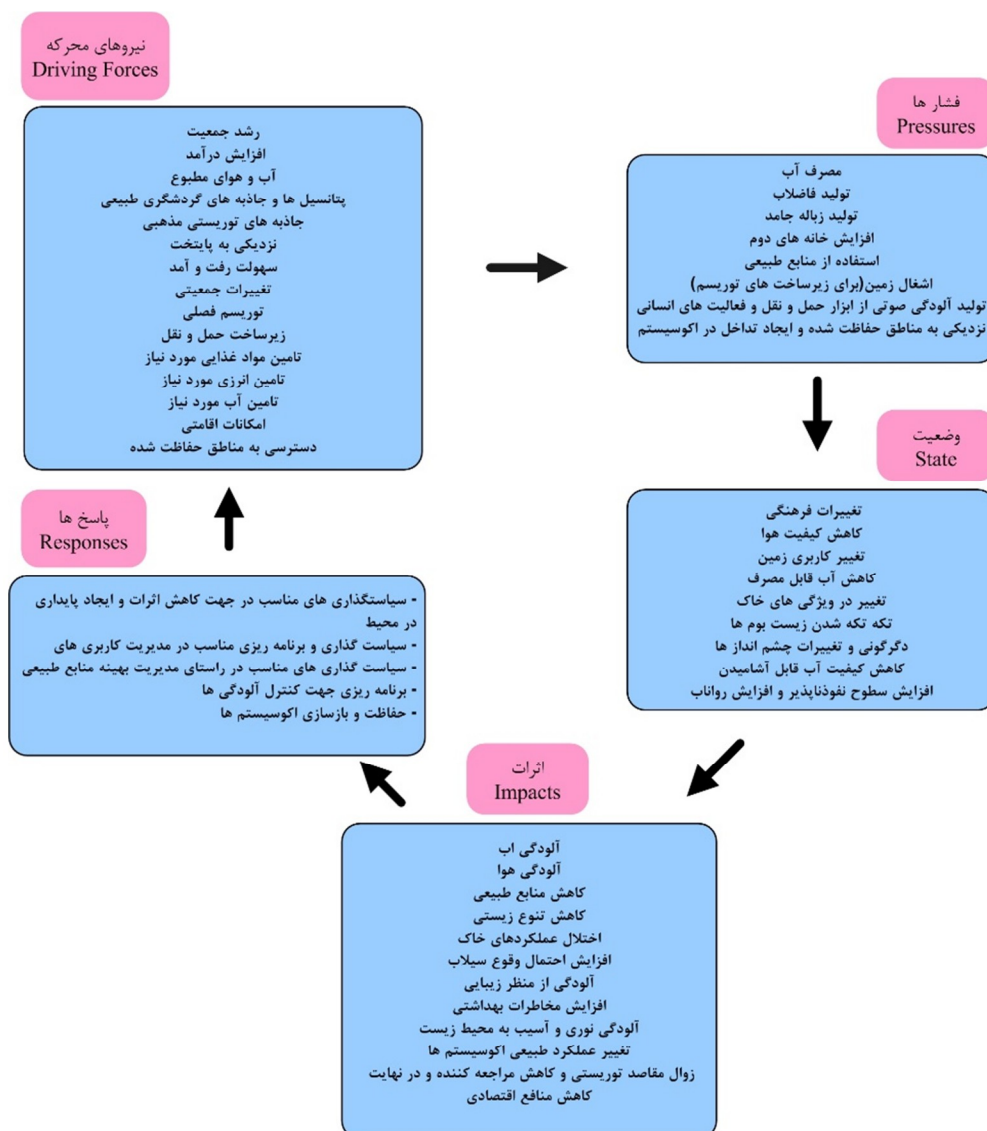 نیروهای محرکه
Driving Forces
رشد جمعیت
افزایش درآمد
آب و هوای مطبوع
پتانسیل ها و جاذبه های گردشگری طبیعی
جاذبه های توریستی مذهبی
نزدیکی به پایتخت
سهولت رفت و آمد
تغییرات جمعیتی
توریسم فصلی
زیرساخت حمل و نقل
تامین مواد غذایی مورد نیاز
تامین انرژی مورد نیاز
تامین آب مورد نیاز
امکانات اقامتی
دسترسی به مناطق حفاظت شده
فشار ها
Pressures
مصرف آب
تولید فاضلاب
تولید زباله جامد
افزایش خانه های دوم
استفاده از منابع طبیعی
اشغال زمین(برای زیرساخت های توریسم)
تولید آلودگی صوتی از ابزار حمل و نقل و فعالیت های انسانی
نزدیکی به مناطق حفاظت شده و ایجاد تداخل در اکوسیستم
وضعیت
State
تغییرات فرهنگی
کاهش کیفیت هوا
تغییر کاربری زمین
کاهش آب قابل مصرف
تغییر در ویژگی های خاک
تکه تکه شدن زیست بوم ها
دگرگونی و تغییرات چشم انداز ها
کاهش کیفیت آب قابل آشامیدن
افزایش سطوح نفوذناپذیر و افزایش رواناب
اثرات
Impacts
آلودگی اب
آلودگی هوا
کاهش منابع طبیعی
کاهش تنوع زیستی
اختلال عملکردهای خاک
افزایش احتمال وقوع سیلاب
آلودگی از منظر زیبایی
افزایش مخاطرات بهداشتی
آلودگی نوری و آسیب به محیط زیست
تغییر عملکرد طبیعی اکوسیستم ها
زوال مقاصد توریستی و کاهش مراجعه کننده و در نهایت
کاهش منافع اقتصادی
پاسخ ها
Responses
- سیاستگذاری های مناسب در جهت کاهش اثرات و ایجاد پایداری
در محیط
- سیاست گذاری و برنامه ریزی مناسب در مدیریت کاربری های
- سیاست گذاری های مناسب در راستای مدیریت بهینه منابع طبیعی
- برنامه ریزی جهت کنترل آلودگی ها
- حفاظت و بازسازی اکوسیستم ها